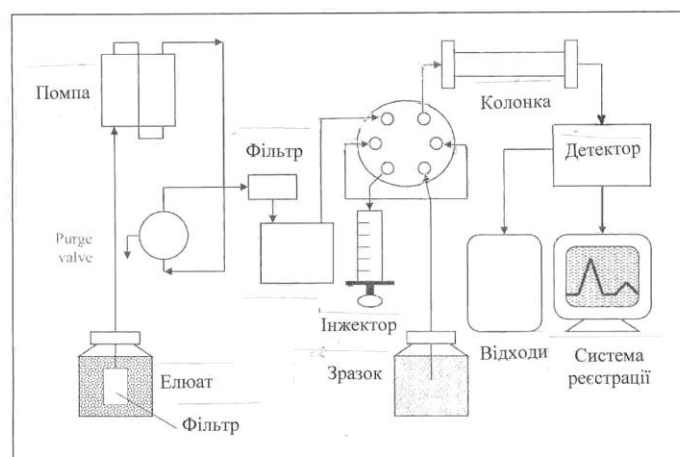 Помпа
Колонка
Фільтр
Детектор
Purge
valve
Інжектор
Відходи
Система
реєстрації
Елюат
Зразок
Фільтр